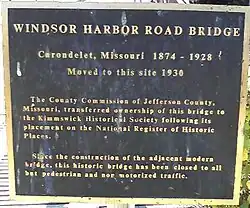 WINDSOR HARBOR ROAD BRIDGE
Carondelet, Missouri 1874 - 1928
Moved to this site 1930
The County Commission of Jefferson County,
Missouri, transferred ownership of this bridge to
the Kimmswick Historical Society following its
placement on the National Register of Historic
Places.
Since the construction of the adjacent modern
bridge, this historic bridge has been closed to all
but pedestrian and non motorized traffic.